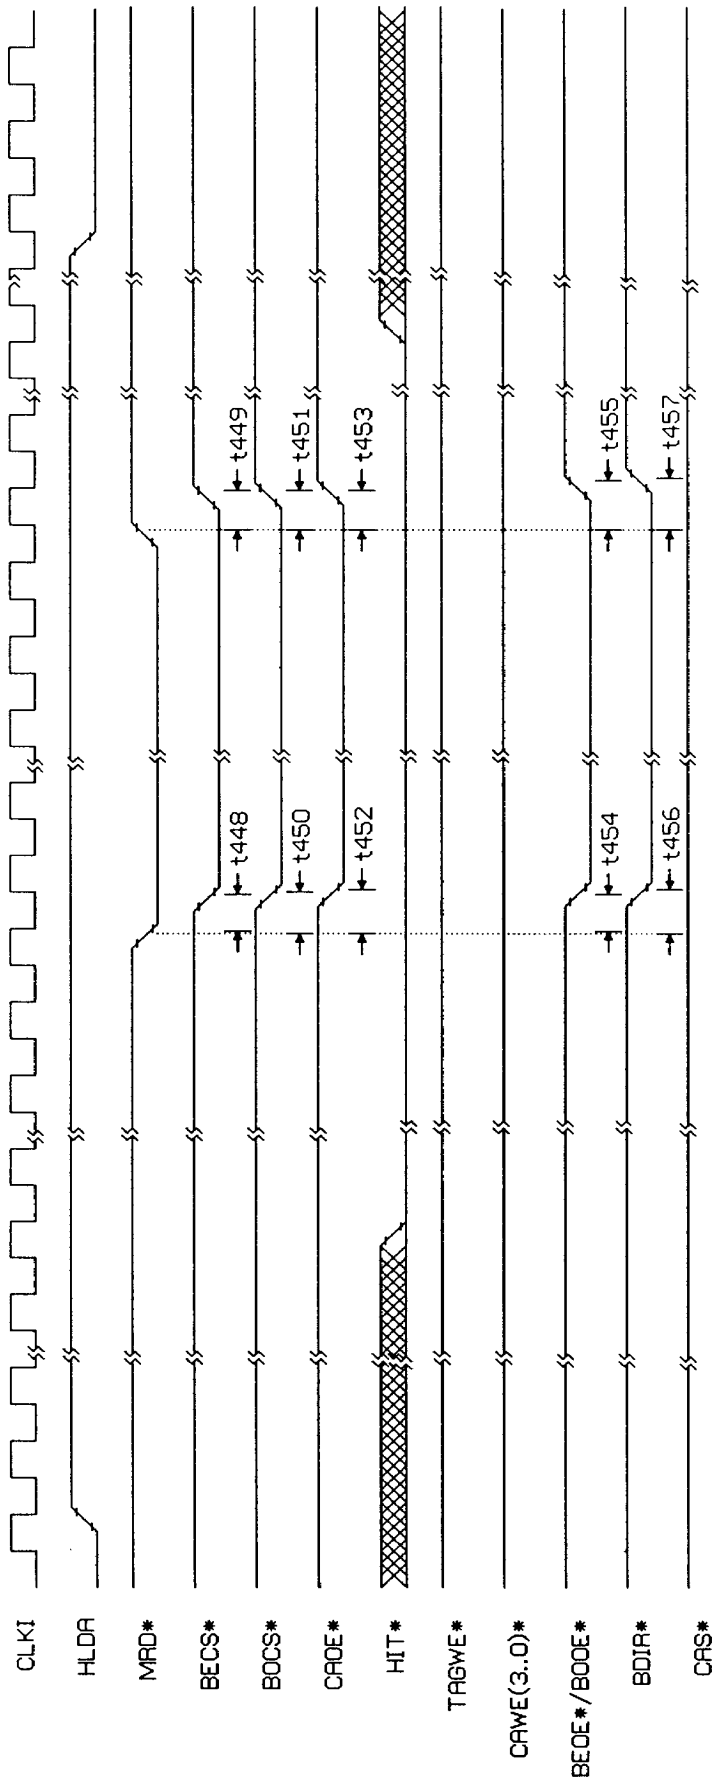 CLKI
HLDA
MRD*
BECS*
BOCS*
CAOE*
HIT*
TAGWE*
CAWE(3..0)*
BEOE*/BOOE*
BDIR*
CAS*
t448
t449
t450
t451
t452
t453
t454
t455
t456
t457